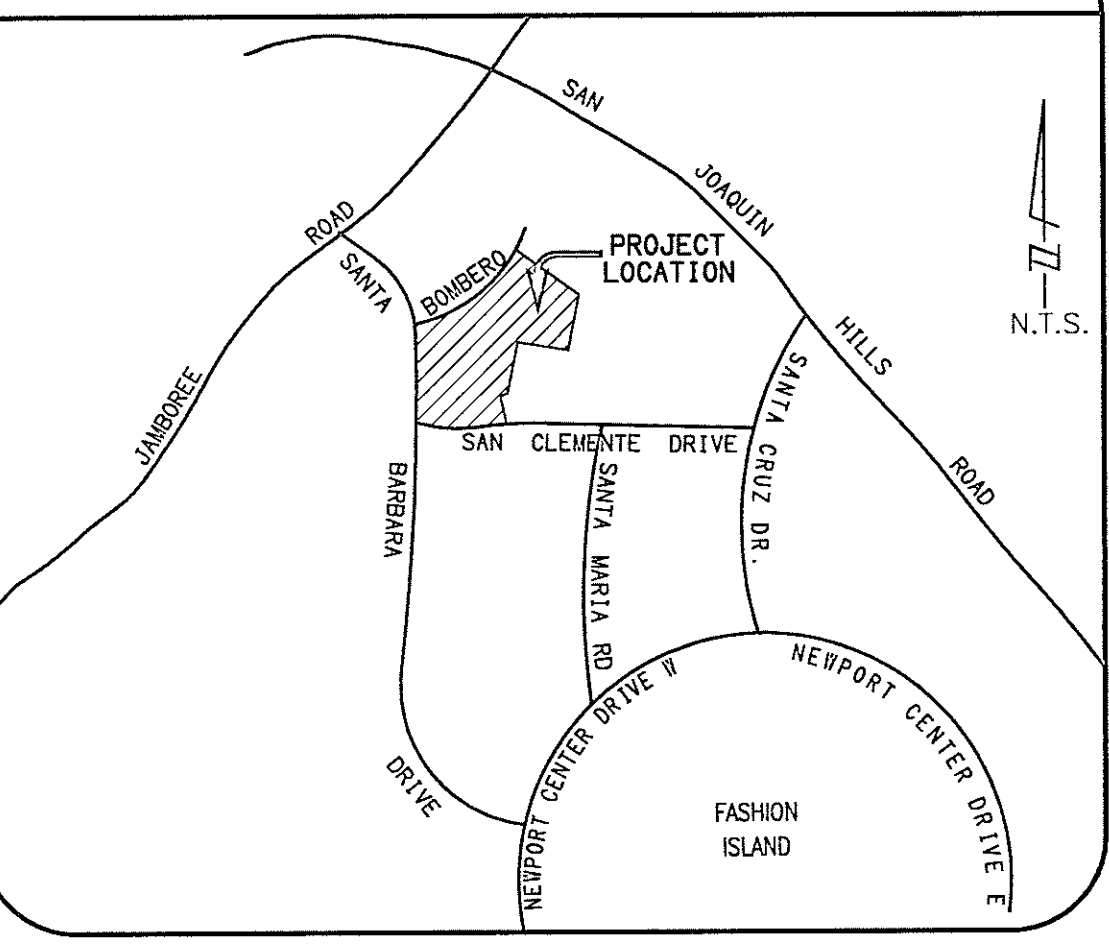 SAN
JOAQUIN
HILLS
ROAD
ROAD
JAMBOREE
SANTA
BARBARA
DRIVE
BOMBERO
PROJECT
LOCATION
N
N.T.S.
SANTA CRUZ DR.
SAN CLEMENTE DRIVE
SANTA MARIA RD
NEWPORT CENTER DRIVE W
NEWPORT CENTER DRIVE E
FASHION
ISLAND